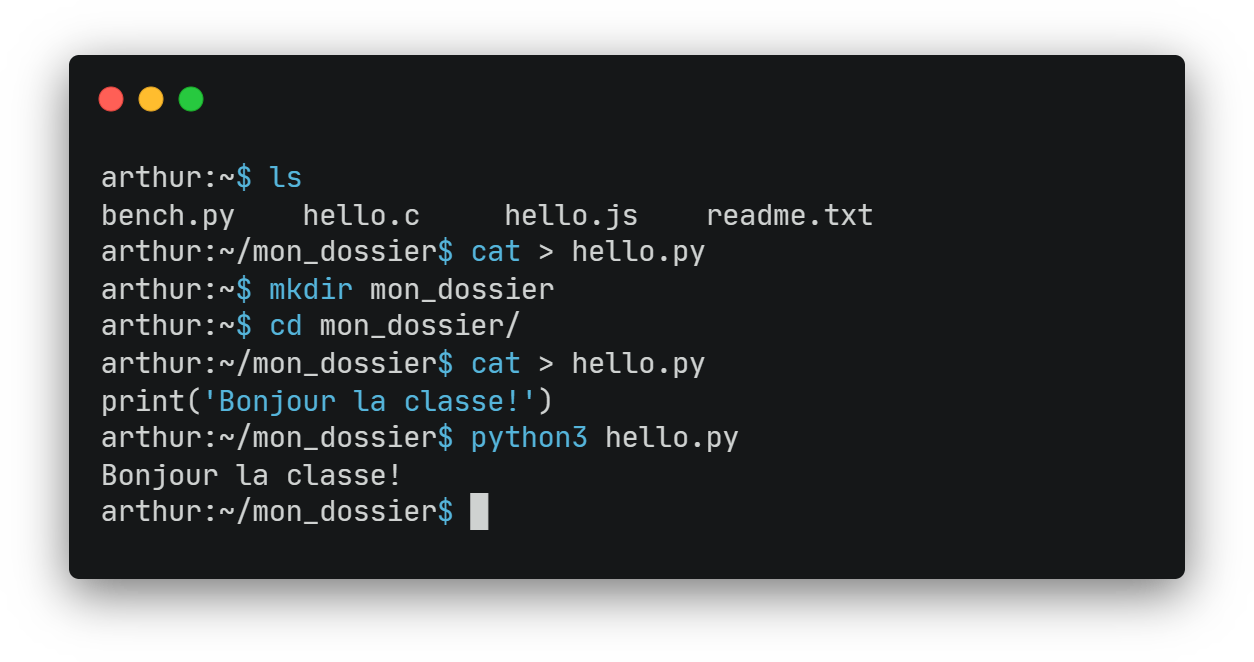 arthur:~$ ls
bench.py    hello.c     hello.js    readme.txt
arthur:~/mon_dossier$ cat > hello.py
arthur:~$ mkdir mon_dossier
arthur:~$ cd mon_dossier/
arthur:~/mon_dossier$ cat > hello.py
print('Bonjour la classe!')
arthur:~/mon_dossier$ python3 hello.py
Bonjour la classe!
arthur:~/mon_dossier$